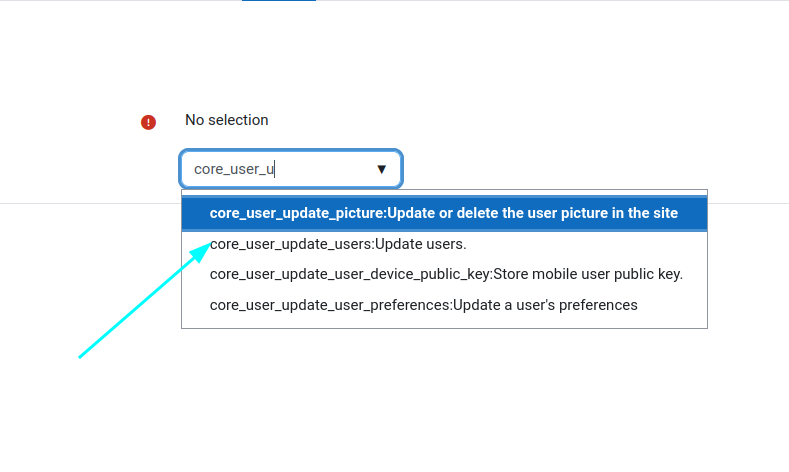 No selection
core_user_u
core_user_update_picture:Update or delete the user picture in the site
core_user_update_users:Update users.
core_user_update_user_device_public_key:Store mobile user public key.
core_user_update_user_preferences:Update a user's preferences